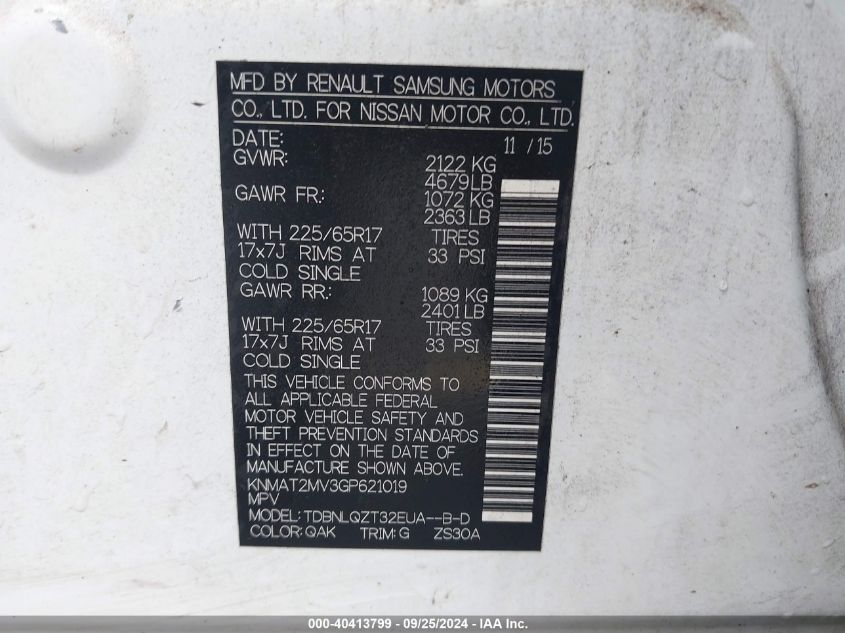 MFD BY RENAULT SAMSUNG MOTORS
CO., LTD. FOR NISSAN MOTOR CO., LTD.
DATE: 11 /15
GVWR: 2122 KG
4679LB
GAWR FR.: 1072 KG
2363 LB
WITH 225/65R17 TIRES
17x7J RIMS AT 33 PSI
COLD SINGLE
GAWR RR.: 1089 KG
2401 LB
WITH 225/65R17 TIRES
17x7J RIMS AT 33 PSI
COLD SINGLE
THIS VEHICLE CONFORMS TO
ALL APPLICABLE FEDERAL
MOTOR VEHICLE SAFETY AND
THEFT PREVENTION STANDARDS
IN EFFECT ON THE DATE OF
MANUFACTURE SHOWN ABOVE.
KNMAT2MV3GP621019
MPV
MODEL: TDBNLQZT32EUA--B-D
COLOR: QAK TRIM: G ZS30A
000-40413799 - 09/25/2024 - IAA Inc.